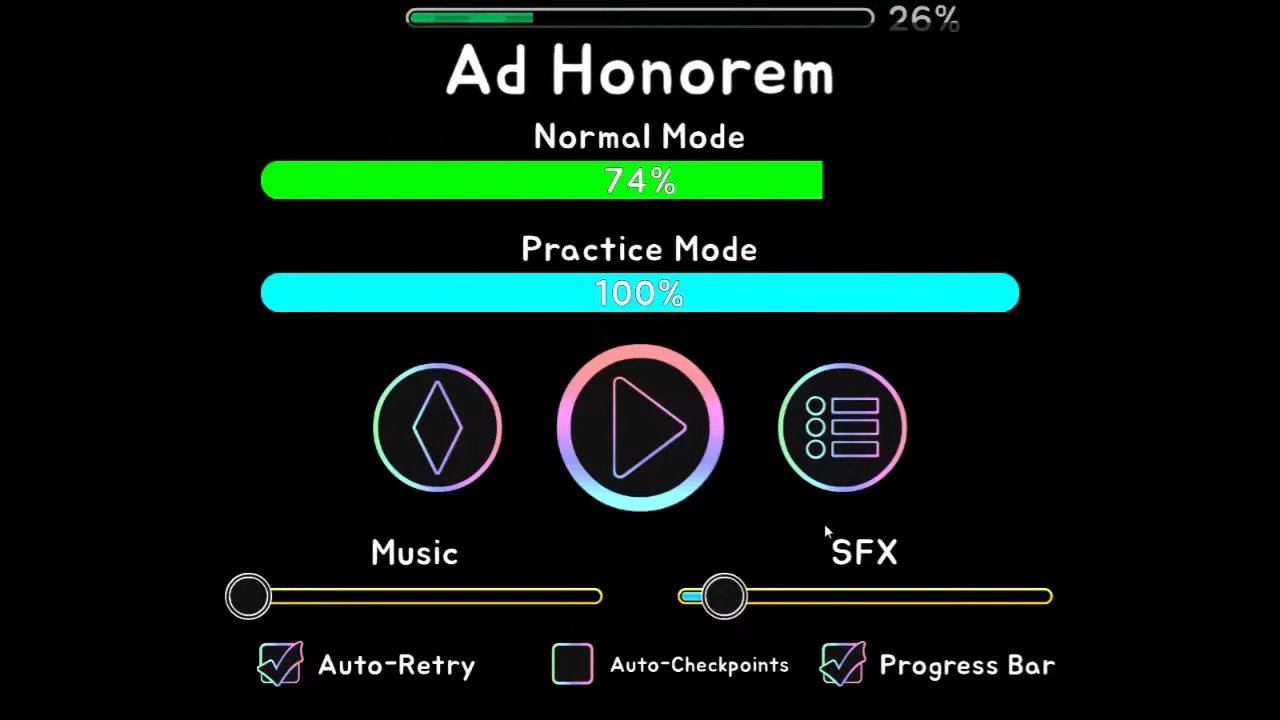 26%
Ad Honorem
Normal Mode
74%
Practice Mode
100%
Music
SFX
Auto-Retry
Auto-Checkpoints
Progress Bar